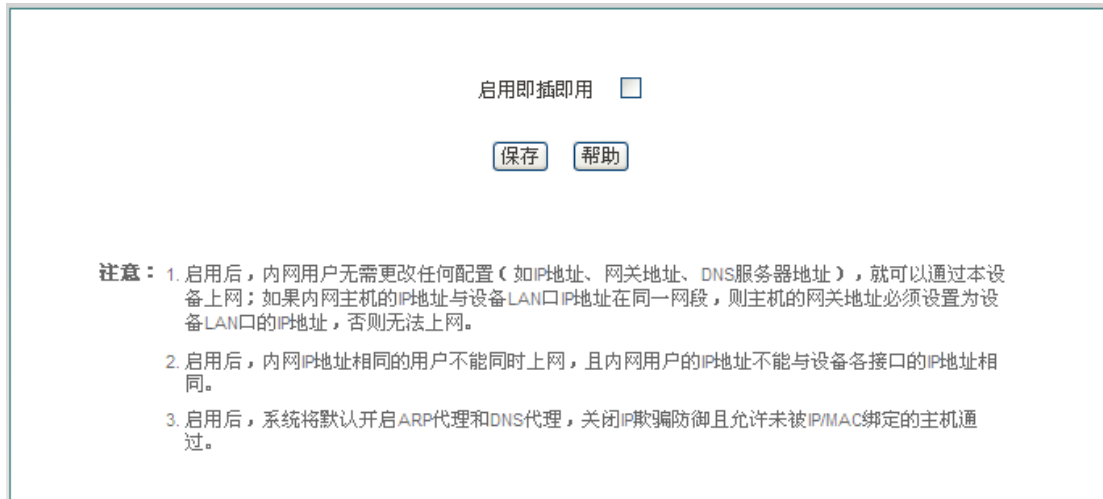 启用即插即用
保存 帮助
注意： 1. 启用后，内网用户无需更改任何配置（如IP地址、网关地址、DNS服务器地址），就可以通过本设
备上网；如果内网主机的IP地址与设备LAN口IP地址在同一网段，则主机的网关地址必须设置为设
备LAN口的IP地址，否则无法上网。
2. 启用后，内网IP地址相同的用户不能同时上网，且内网用户的IP地址不能与设备各接口的IP地址相
同。
3. 启用后，系统将默认开启ARP代理和DNS代理，关闭IP欺骗防御且允许未被IP/MAC绑定的主机通
过。